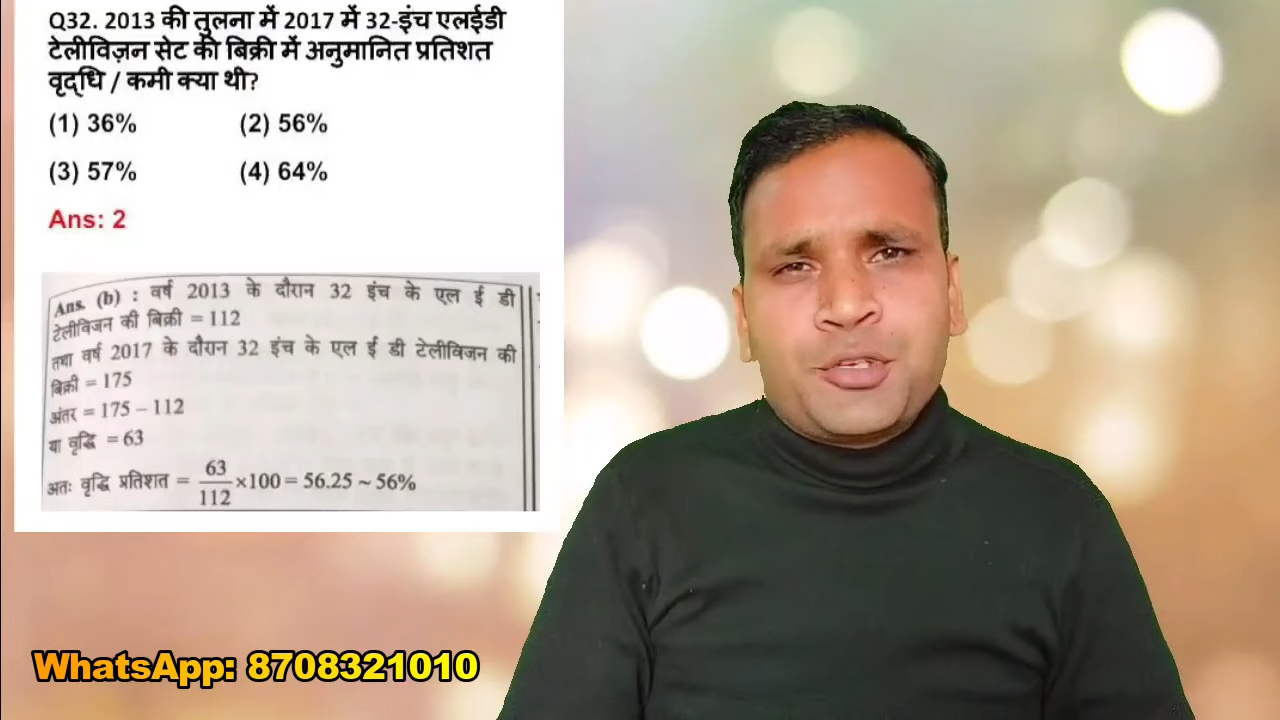 Q32. 2013 की तुलना में 2017 में 32-इंच एलईडी
टेलीविज़न सेट की बिक्री में अनुमानित प्रतिशत
वृद्धि / कमी क्या थी?
(1) 36% (2) 56%
(3) 57% (4) 64%
Ans: 2
Ans. (b) : वर्ष 2013 के दौरान 32 इंच के एल ई डी
टेलीविजन की बिक्री = 112
तथा वर्ष 2017 के दौरान 32 इंच के एल ई डी टेलीविजन की
बिक्री = 175
अंतर = 175 – 112
या वृद्धि = 63
अतः वृद्धि प्रतिशत = 63/112 ×100 = 56.25 ~ 56%
WhatsApp: 8708321010